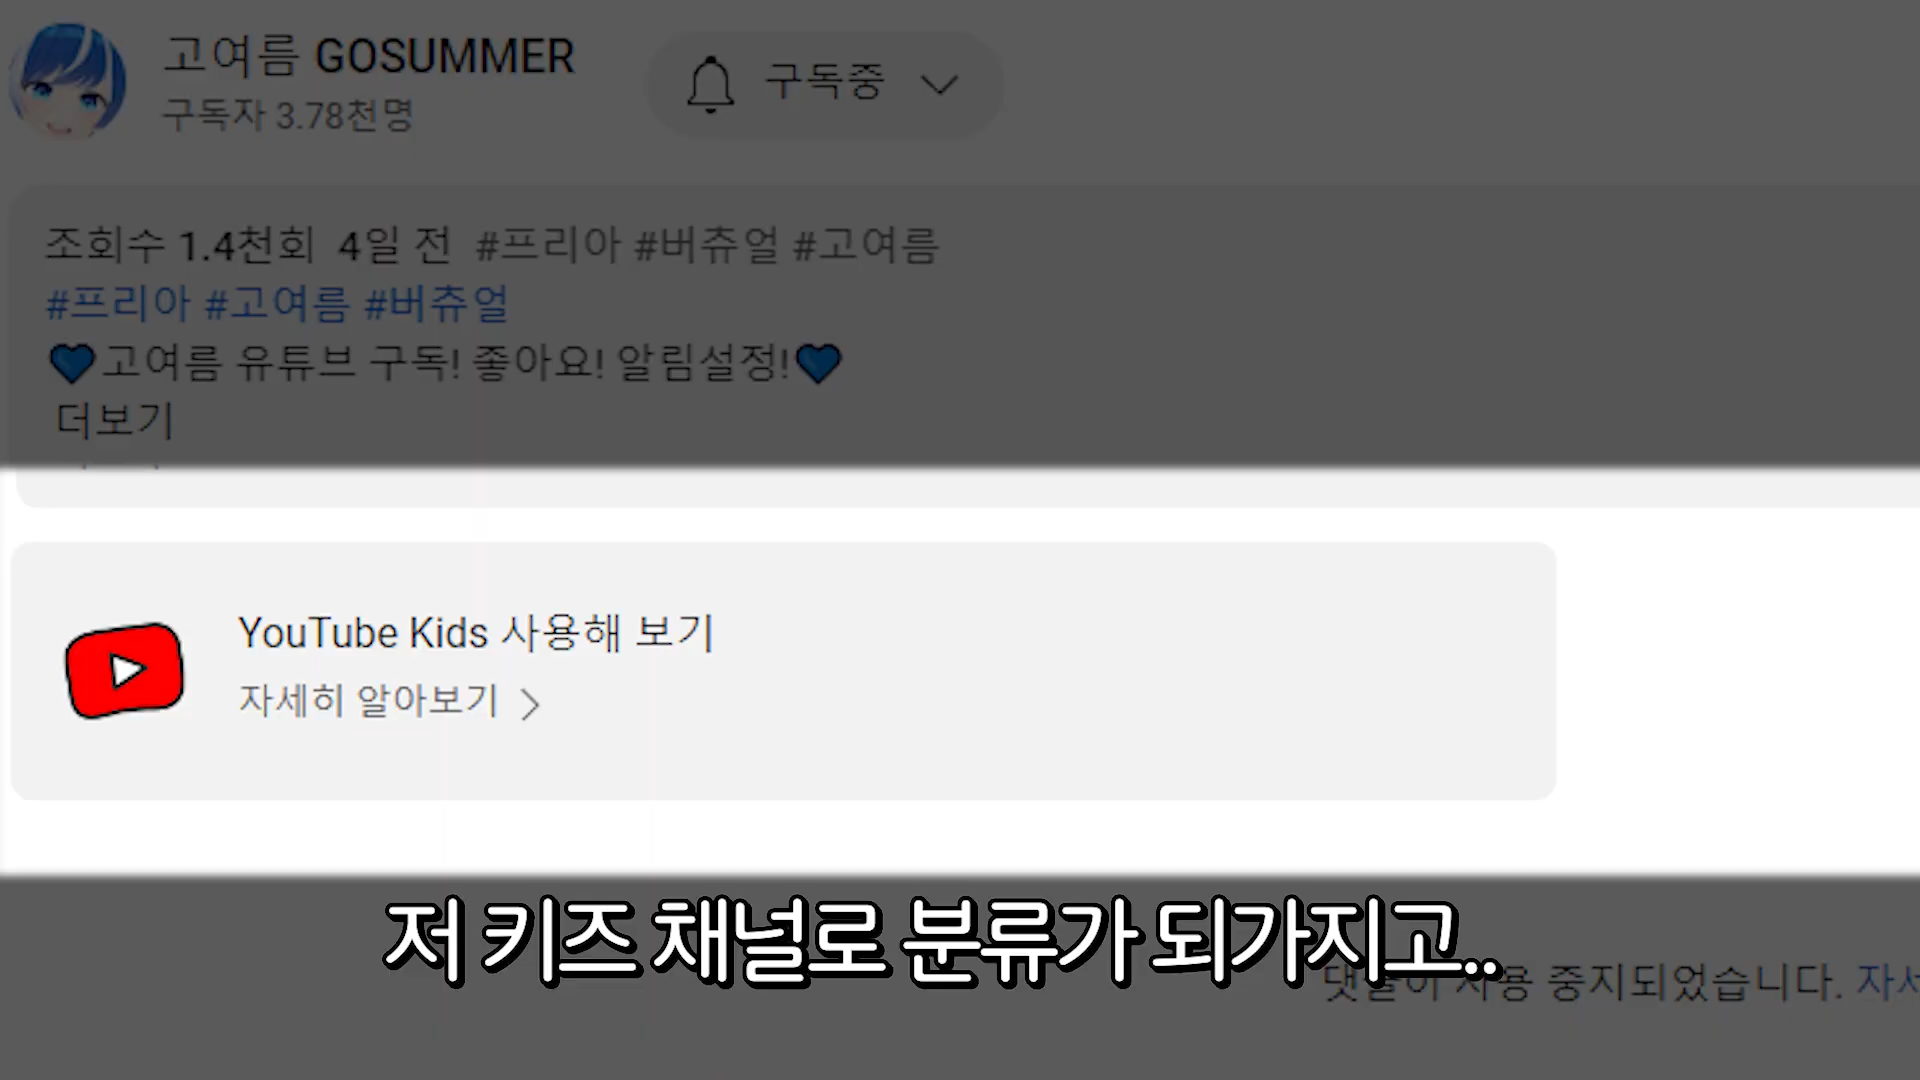 고여름 GOSUMMER
구독자 3.78천명
구독중
조회수 1.4천회 4일 전 #프리아 #버츄얼 #고여름
#프리아 #고여름 #버츄얼
💙고여름 유튜브 구독! 좋아요! 알림설정!💙
더보기
YouTube Kids 사용해 보기
자세히 알아보기
저 키즈 채널로 분류가 되가지고..
중지되었습니다.